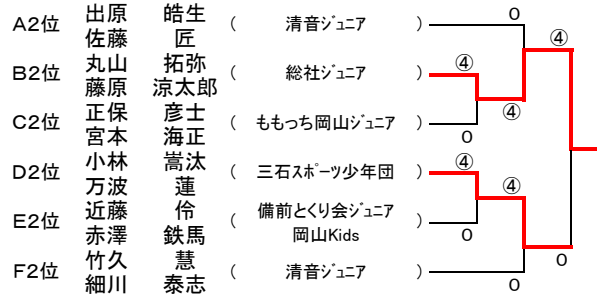 出原 皓生
A2位 ( 清音ジュニア ) 0
佐藤 匠 ④
丸山 拓弥
B2位 ( 総社ジュニア ) ④
藤原 涼太郎 ④
正保 彦士
C2位 ( ももっち岡山ジュニア )
宮本 海正 0
小林 嵩汰 ④
D2位 ( 三石スポーツ少年団 )
万波 蓮 ④
近藤 伶 備前とくり会ジュニア
E2位 ( )
赤澤 鉄馬 岡山Kids 0
竹久 慧 0
F2位 ( 清音ジュニア )
細川 泰志 0